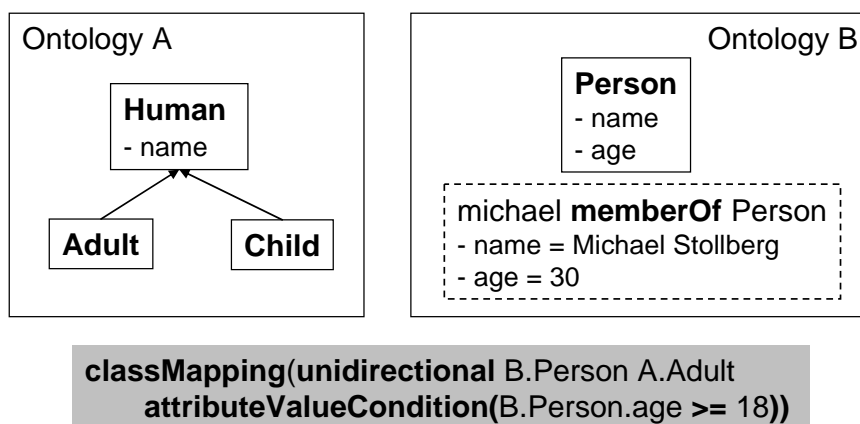 Ontology A
Human
- name
Adult
Child
Ontology B
Person
- name
- age
michael memberOf Person
- name = Michael Stollberg
- age = 30
classMapping(unidirectional B.Person A.Adult
attributeValueCondition(B.Person.age >= 18))